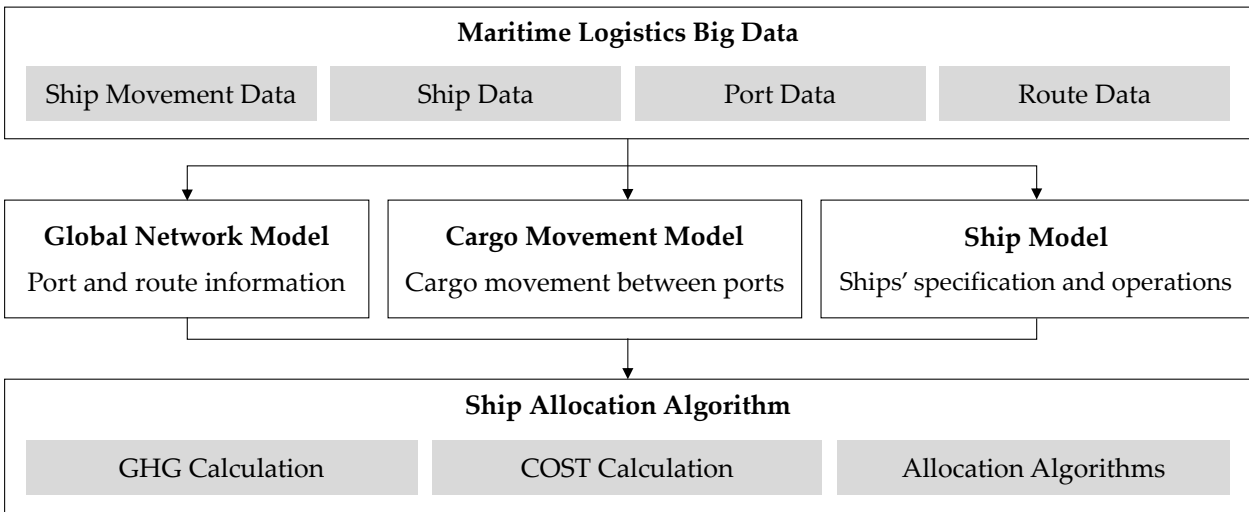 Maritime Logistics Big Data
Ship Movement Data
Ship Data
Port Data
Route Data
Global Network Model
Port and route information
Cargo Movement Model
Cargo movement between ports
Ship Model
Ships’ specification and operations
Ship Allocation Algorithm
GHG Calculation
COST Calculation
Allocation Algorithms